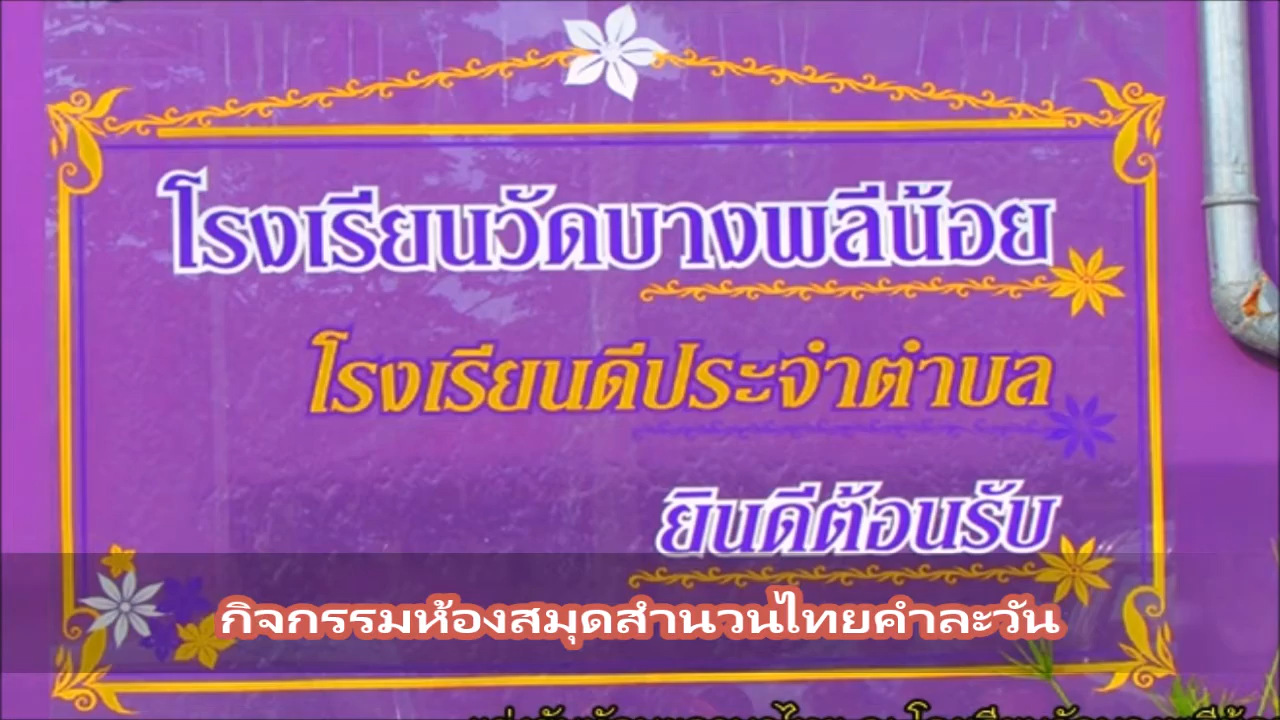 โรงเรียนวัดบางพลีน้อย
โรงเรียนดีประจำตำบล
ยินดีต้อนรับ
กิจกรรมห้องสมุดสำนวนไทยคำละวัน